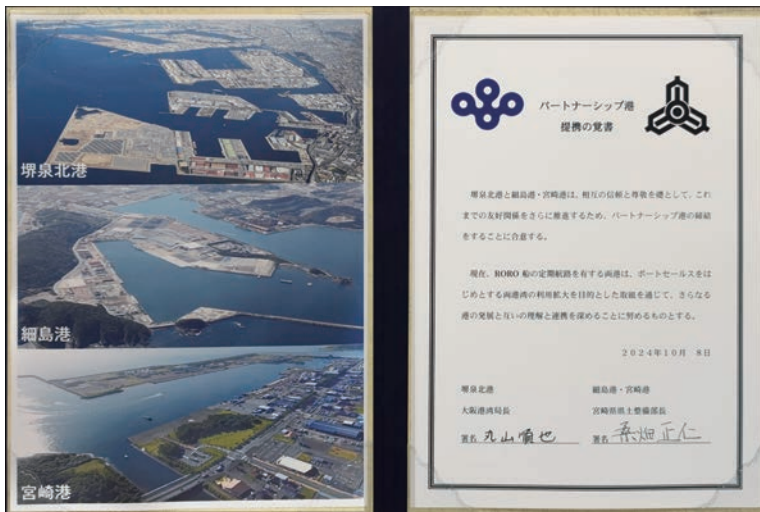 堺泉北港
細島港
宮崎港
パートナーシップ港
提携の覚書
堺泉北港と細島港・宮崎港は、相互の信頼と尊敬を礎として、これ
までの友好関係をさらに推進するため、パートナーシップ港の締結
をすることに合意する。
現在、RORO 船の定期航路を有する両港は、ポートセールスをは
じめとする両港湾の利用拡大を目的とした取組を通じて、さらなる
港の発展と互いの理解と連携を深めることに努めるものとする。
2024年10月 8日
堺泉北港
大阪港湾局長
署名 丸山順也
細島港・宮崎港
宮崎県県土整備部長
署名 桑畑正仁